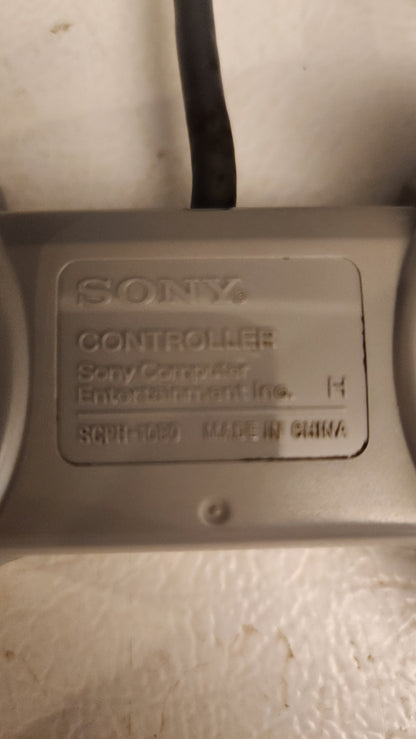 SONY®
CONTROLLER
Sony Computer
Entertainment Inc. H
SCPH-1080 MADE IN CHINA